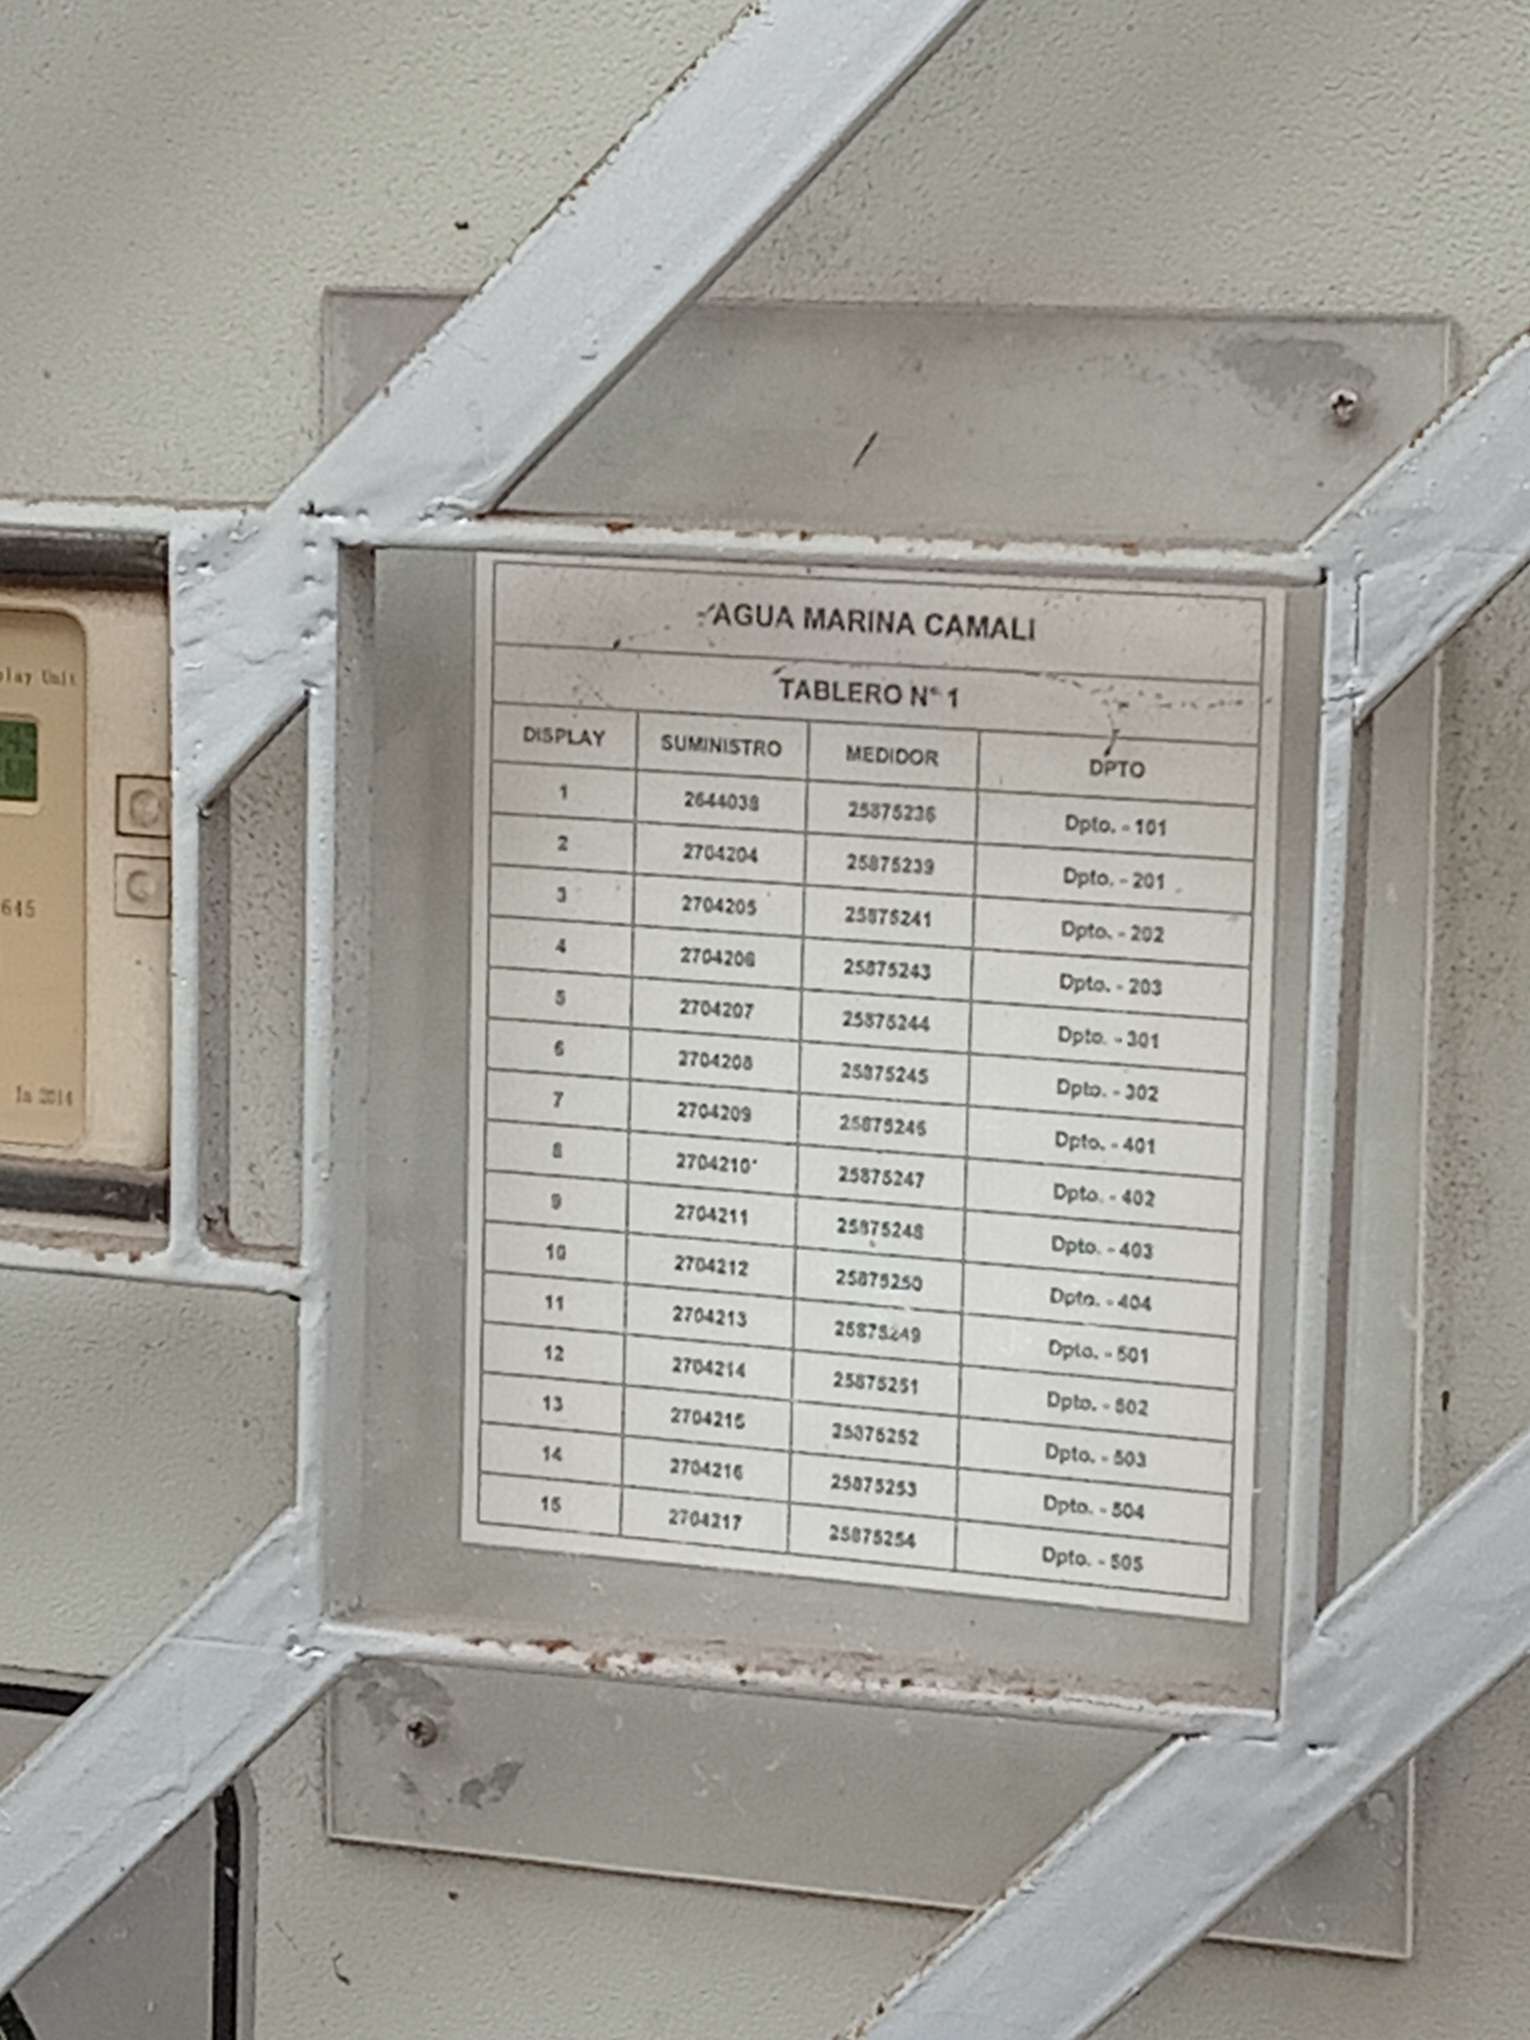 AGUA MARINA CAMALI
TABLERO N° 1
DISPLAY SUMINISTRO MEDIDOR DPTO
1 2644038 25875236 Dpto. - 101
2 2704204 25875239 Dpto. - 201
3 2704205 25875241 Dpto. - 202
4 2704206 25875243 Dpto. - 203
5 2704207 25875244 Dpto. - 301
6 2704208 25875245 Dpto. - 302
7 2704209 25875246 Dpto. - 401
8 2704210 25875247 Dpto. - 402
9 2704211 25875248 Dpto. - 403
10 2704212 25875250 Dpto. - 404
11 2704213 25875249 Dpto. - 501
12 2704214 25875251 Dpto. - 502
13 2704215 25875252 Dpto. - 503
14 2704216 25875253 Dpto. - 504
15 2704217 25875254 Dpto. - 505
play Unit
645
In 2014